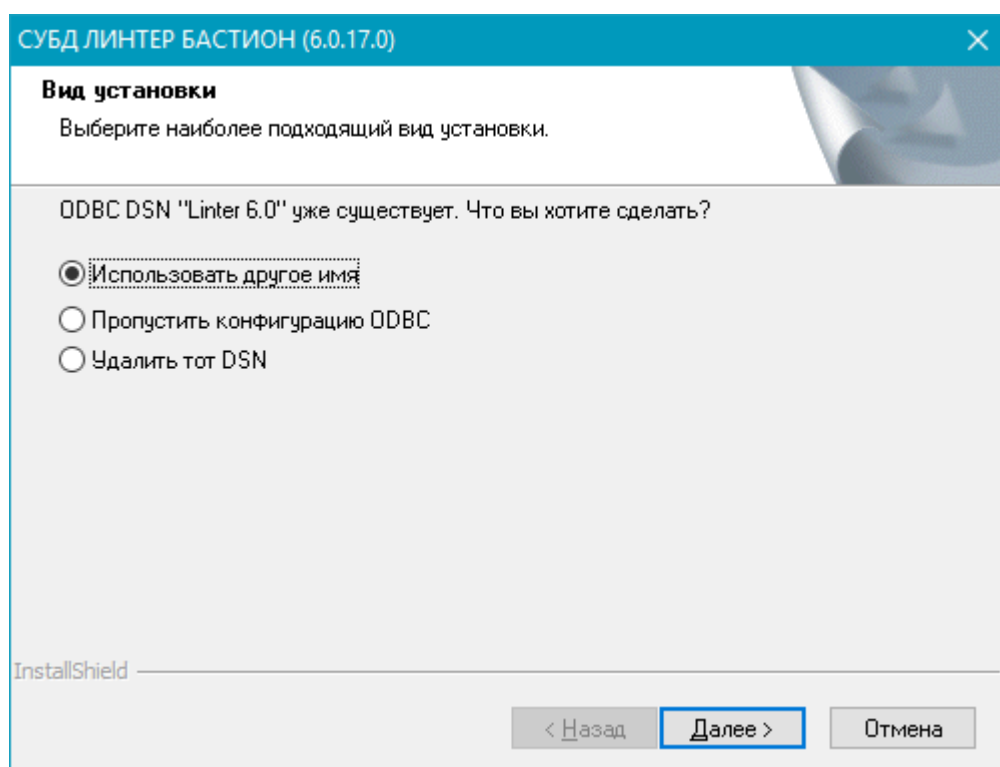 СУБД ЛИНТЕР БАСТИОН (6.0.17.0)
Вид установки
Выберите наиболее подходящий вид установки.
ODBC DSN "Linter 6.0" уже существует. Что вы хотите сделать?
Использовать другое имя
Пропустить конфигурацию ODBC
Удалить тот DSN
InstallShield
< Назад
Далее >
Отмена